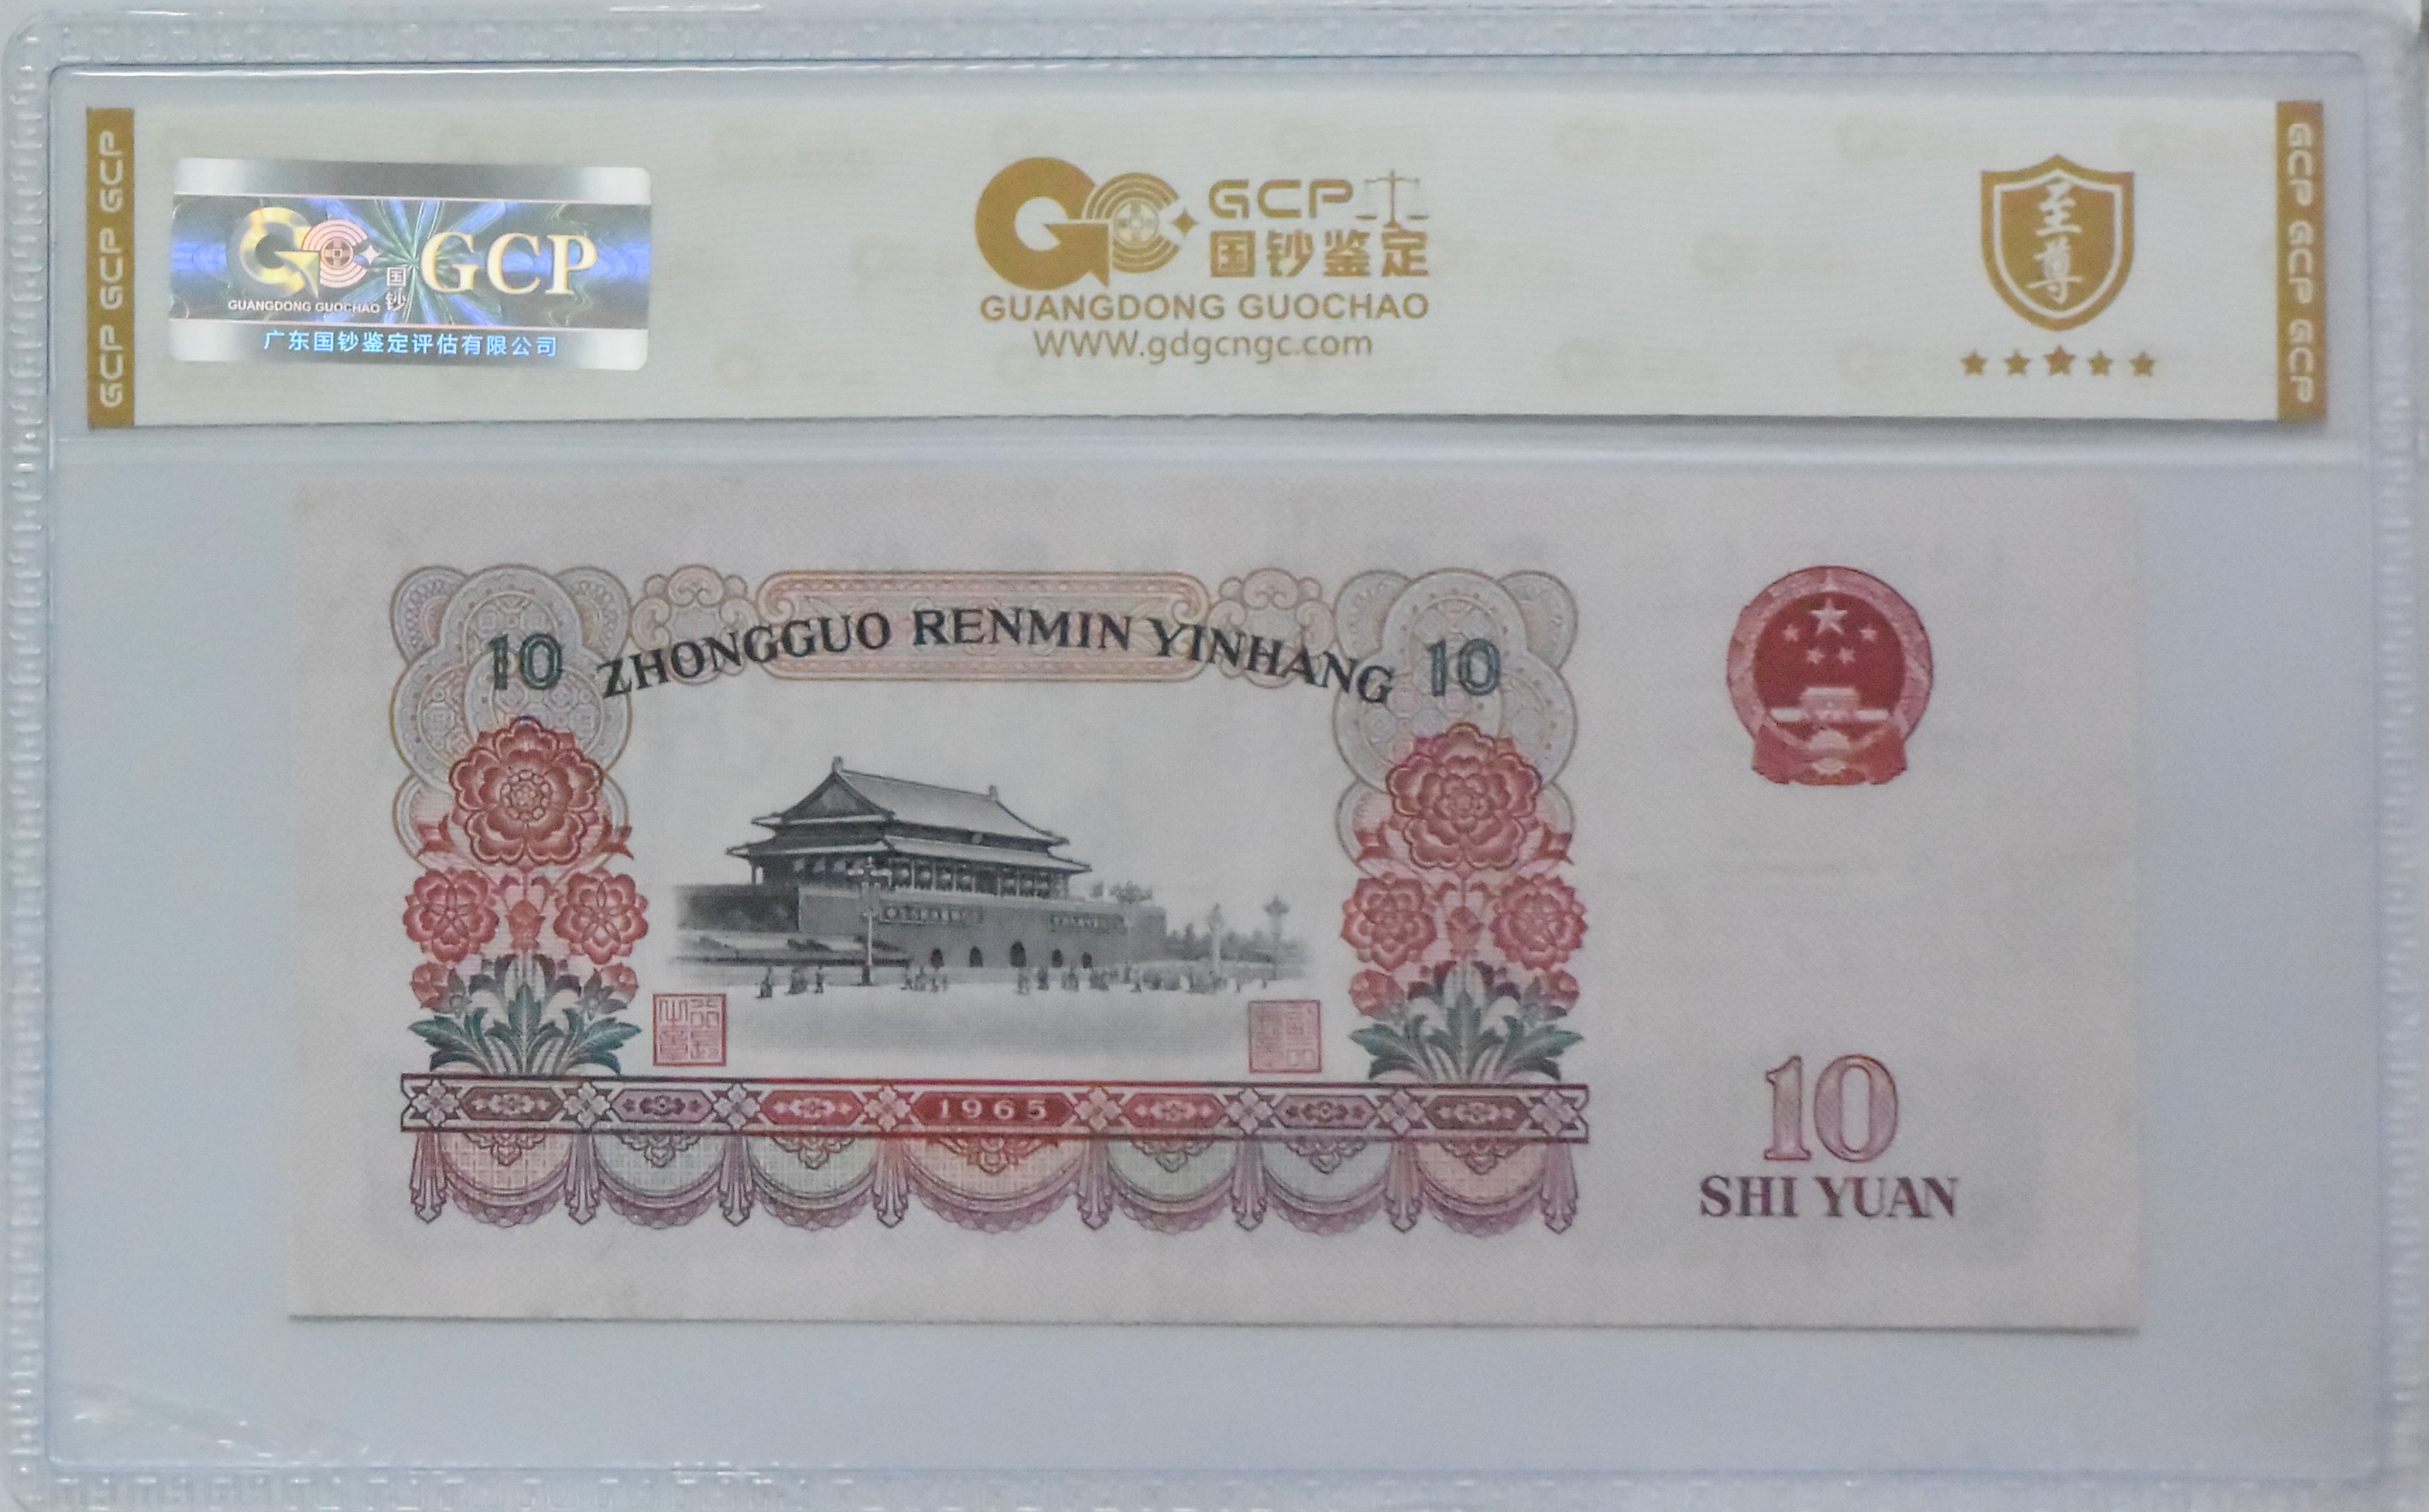 GCP GCP GCP
GCP
国钞
GUANGDONG GUOCHAO
广东国钞鉴定评估有限公司
GCP
国钞鉴定
GUANGDONG GUOCHAO
WWW.gdgcngc.com
至尊
GCP GCP GCP
10 ZHONGGUO RENMIN YINHANG 10
1965
10
SHI YUAN